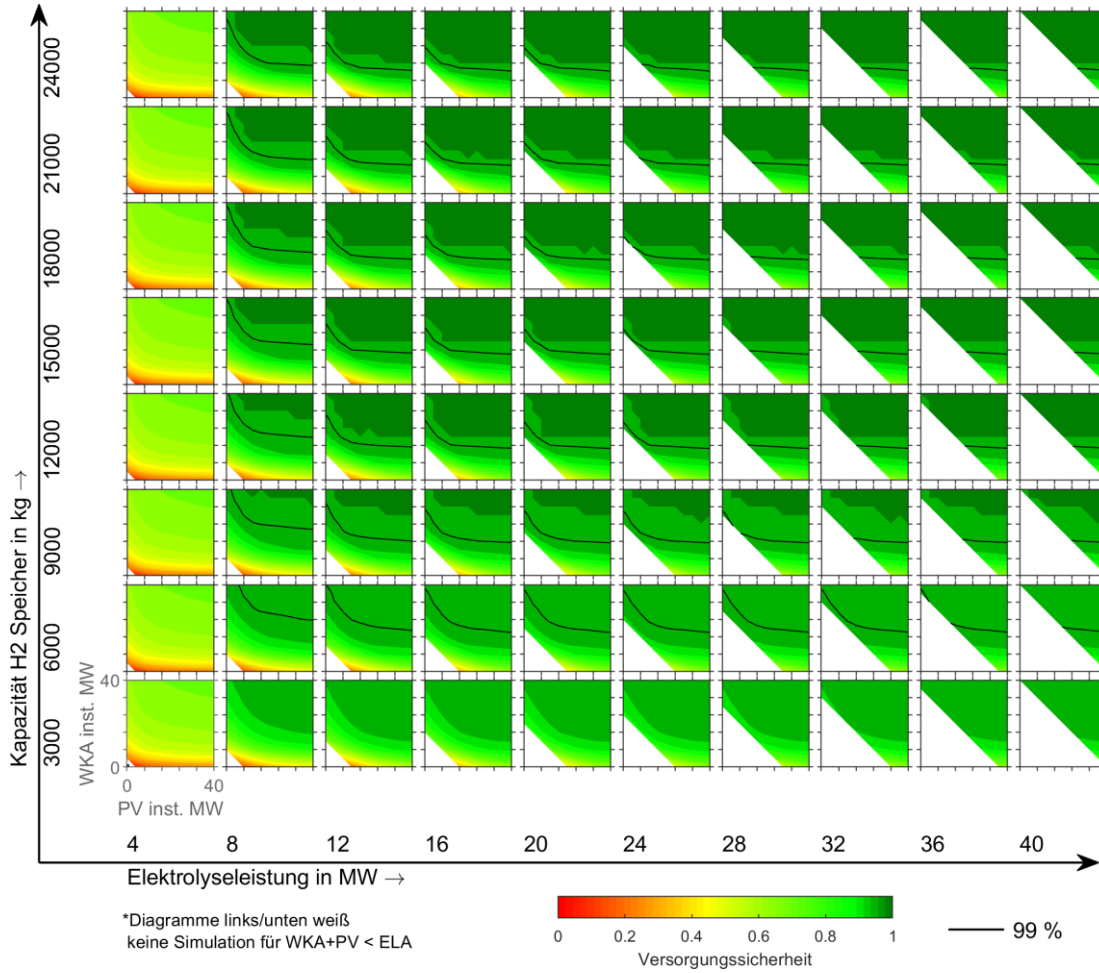 Kapazität H2 Speicher in kg →
24000
21000
18000
15000
12000
9000
6000
3000
WKA inst. MW
40
0
0 40
PV inst. MW
4 8 12 16 20 24 28 32 36 40
Elektrolyseleistung in MW →
*Diagramme links/unten weiß
keine Simulation für WKA+PV < ELA
0 0.2 0.4 0.6 0.8 1
Versorgungssicherheit
99 %